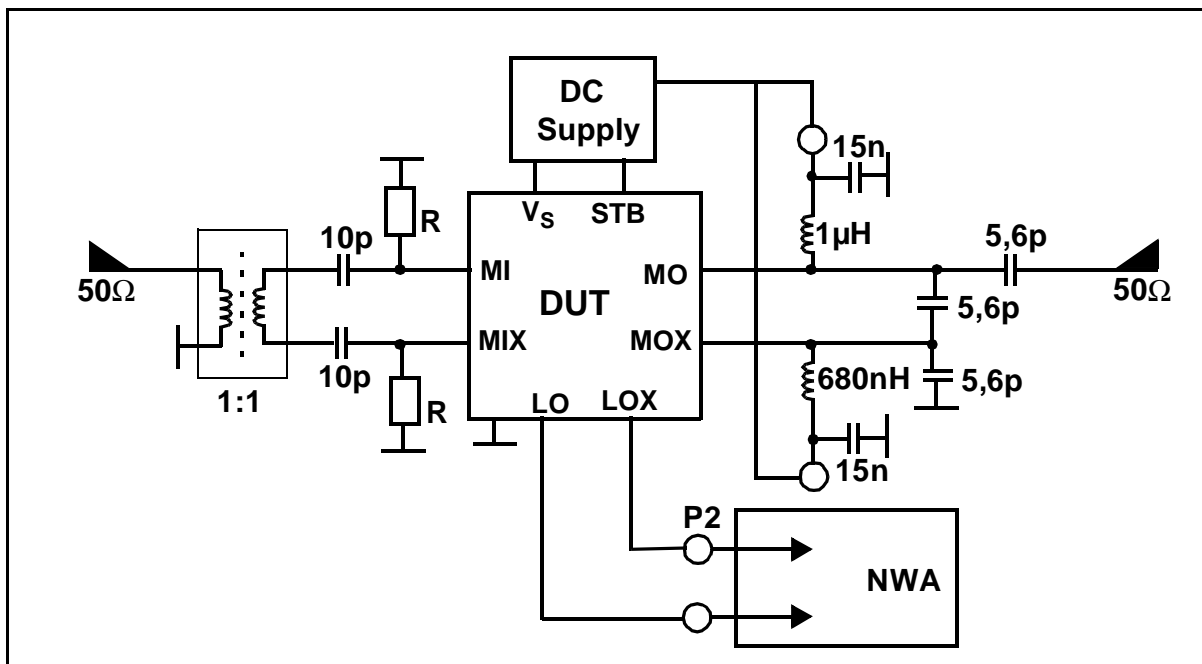 DC
Supply
15n
VS STB
R
1µH
10p
5,6p
MI
MO
50Ω
50Ω
DUT
5,6p
MIX
MOX
10p
680nH
5,6p
1:1
LO LOX
R
15n
P2
NWA